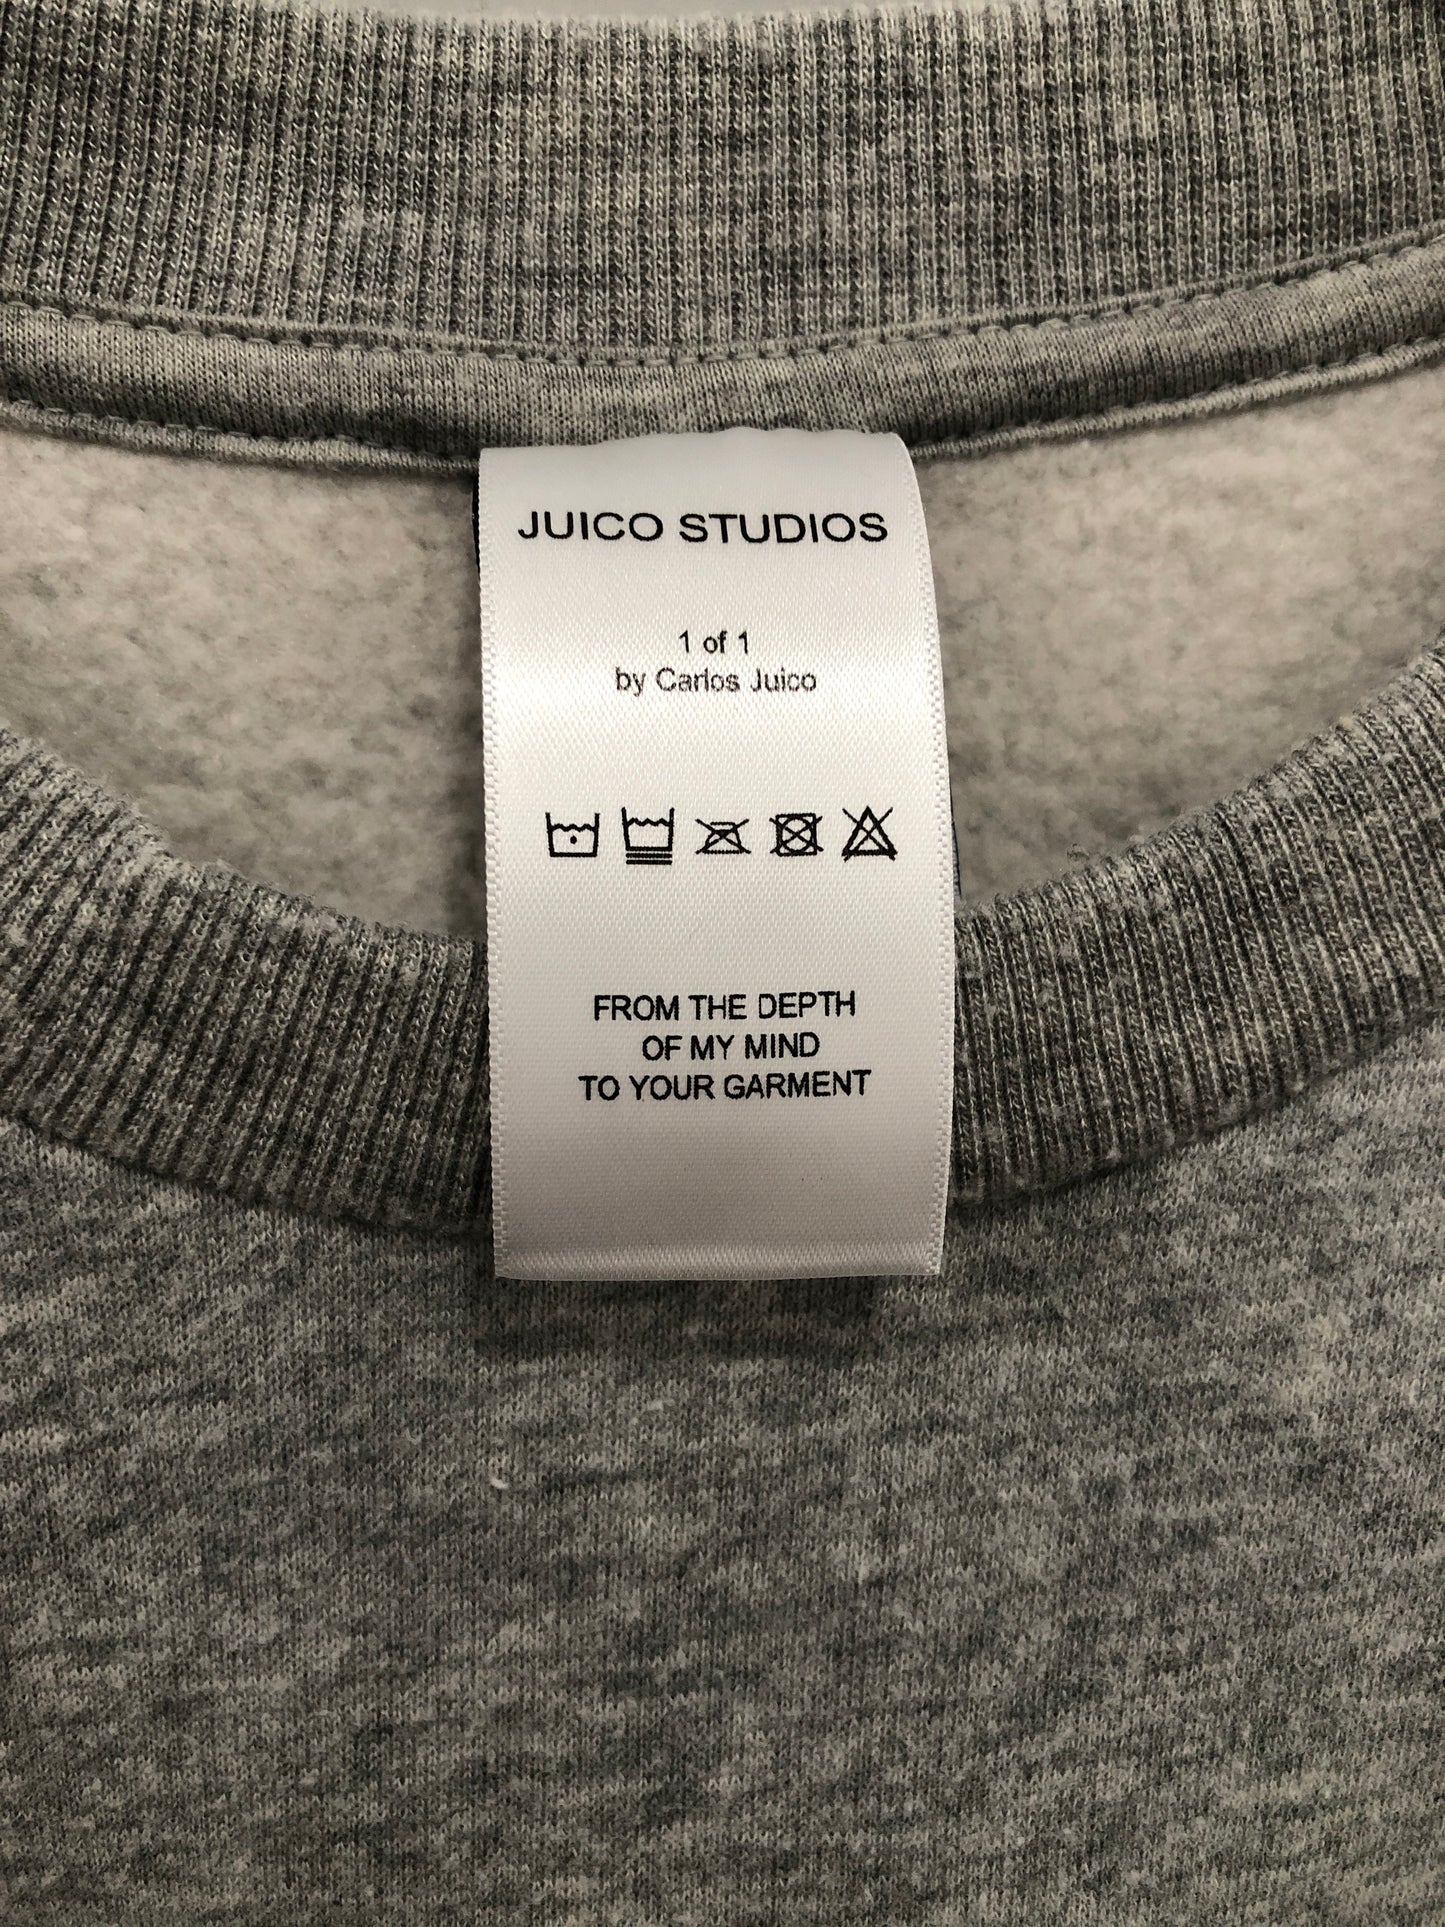 JUICO STUDIOS
1 of 1
by Carlos Juico
FROM THE DEPTH
OF MY MIND
TO YOUR GARMENT